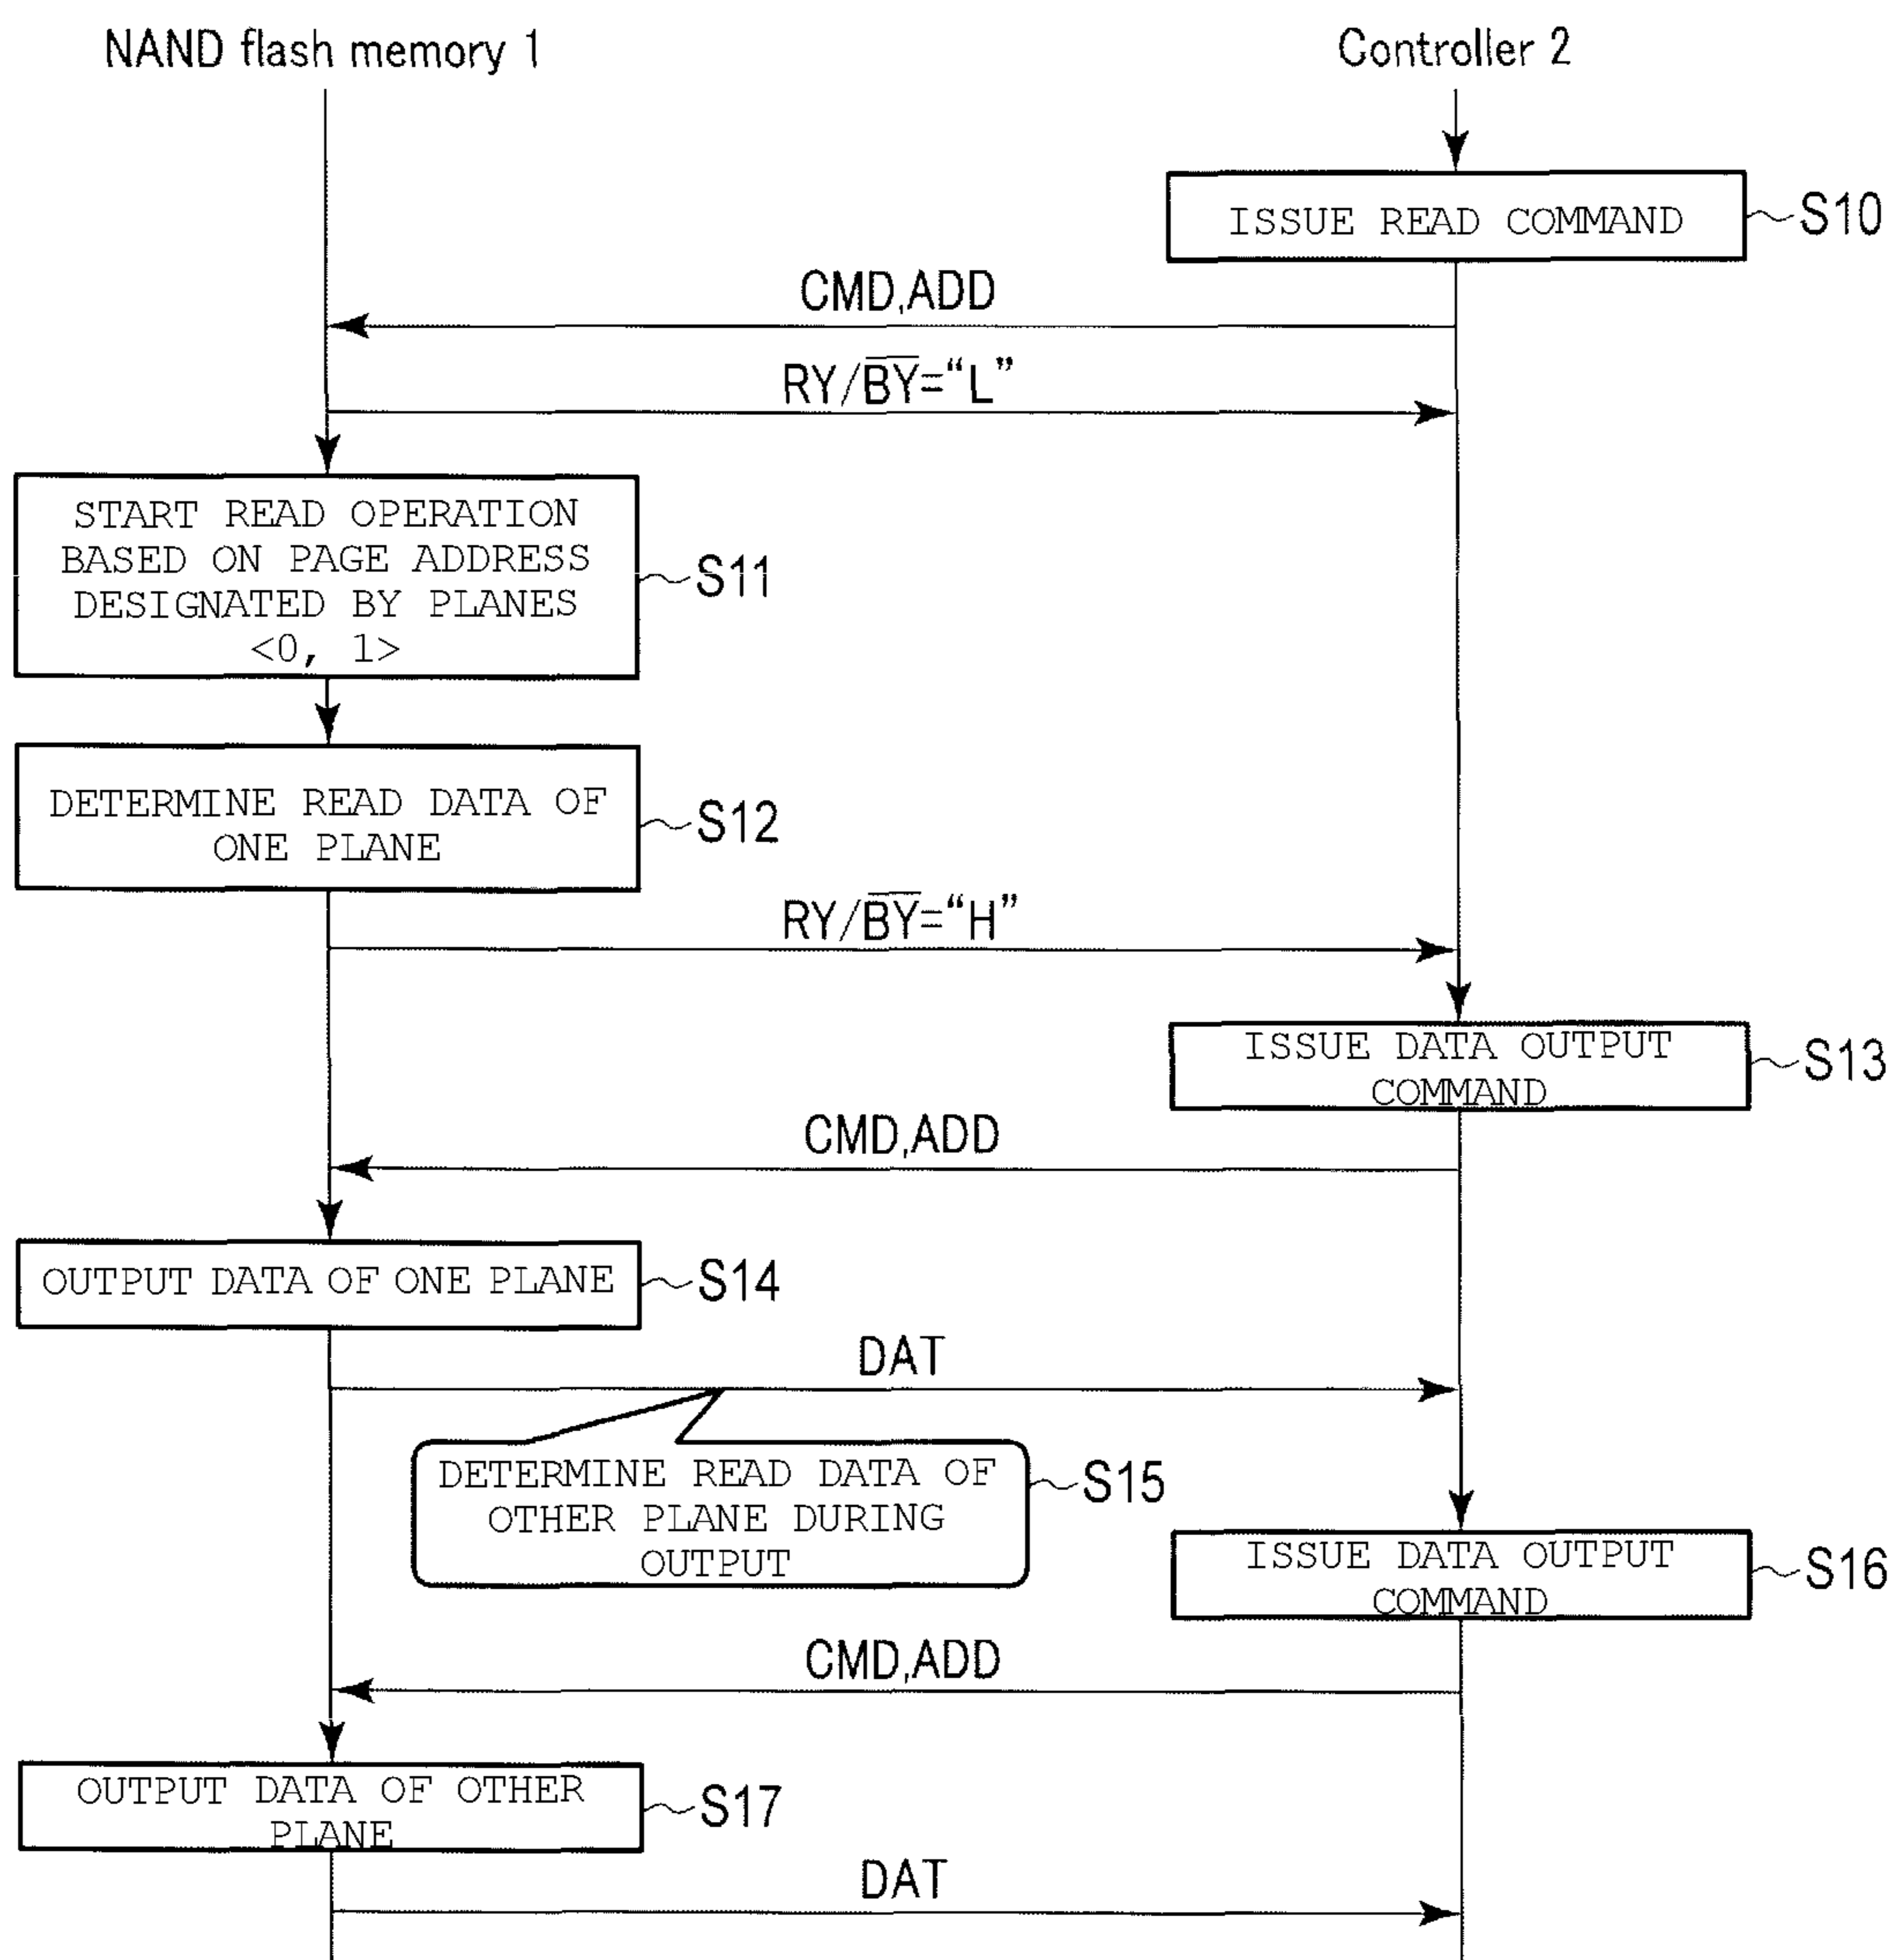 NAND flash memory 1
Controller 2
ISSUE READ COMMAND
S10
CMD,ADD
RY/B̅Y̅="L"
START READ OPERATION
BASED ON PAGE ADDRESS
DESIGNATED BY PLANES
<0, 1>
S11
DETERMINE READ DATA OF
ONE PLANE
S12
RY/B̅Y̅="H"
ISSUE DATA OUTPUT
COMMAND
S13
CMD,ADD
OUTPUT DATA OF ONE PLANE
S14
DAT
DETERMINE READ DATA OF
OTHER PLANE DURING
OUTPUT
S15
ISSUE DATA OUTPUT
COMMAND
S16
CMD,ADD
OUTPUT DATA OF OTHER
PLANE
S17
DAT